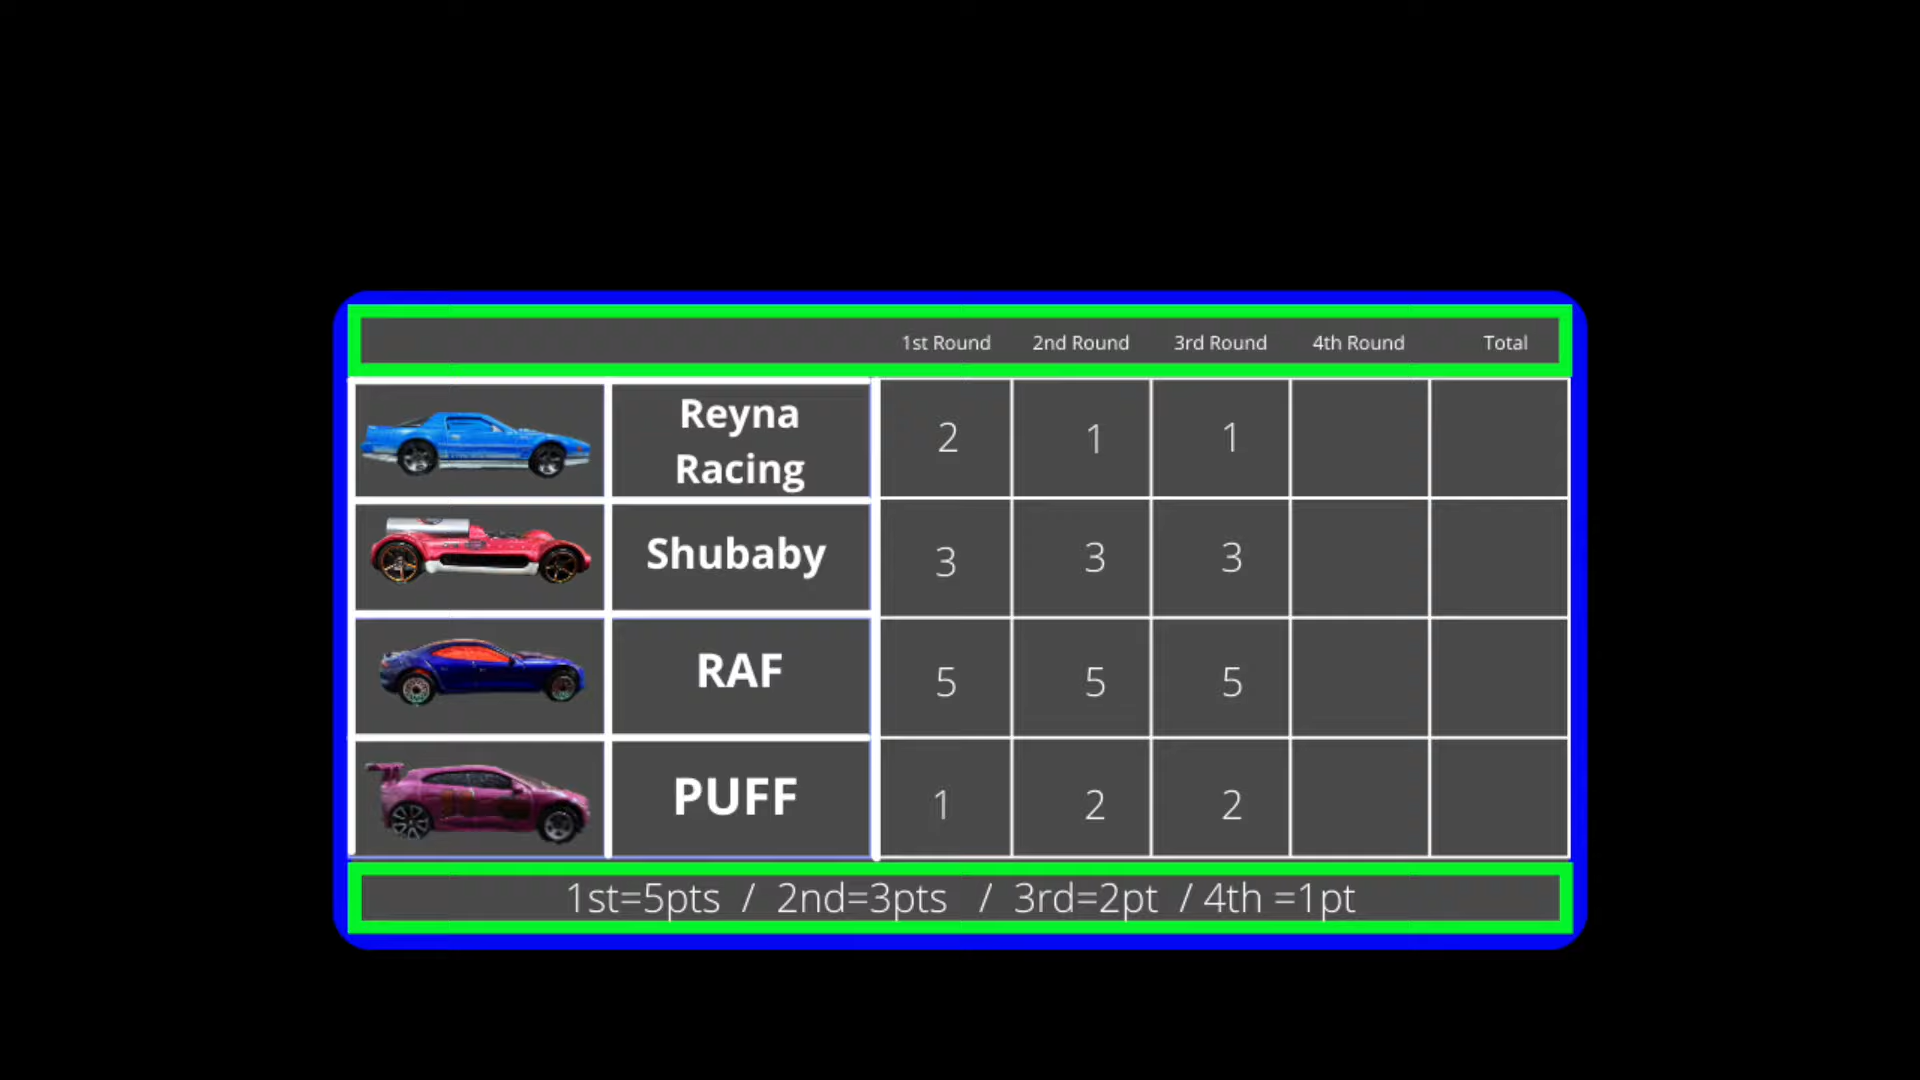 1st Round 2nd Round 3rd Round 4th Round Total
Reyna
Racing
2 1 1
Shubaby
3 3 3
RAF
5 5 5
PUFF
1 2 2
1st=5pts / 2nd=3pts / 3rd=2pt / 4th =1pt